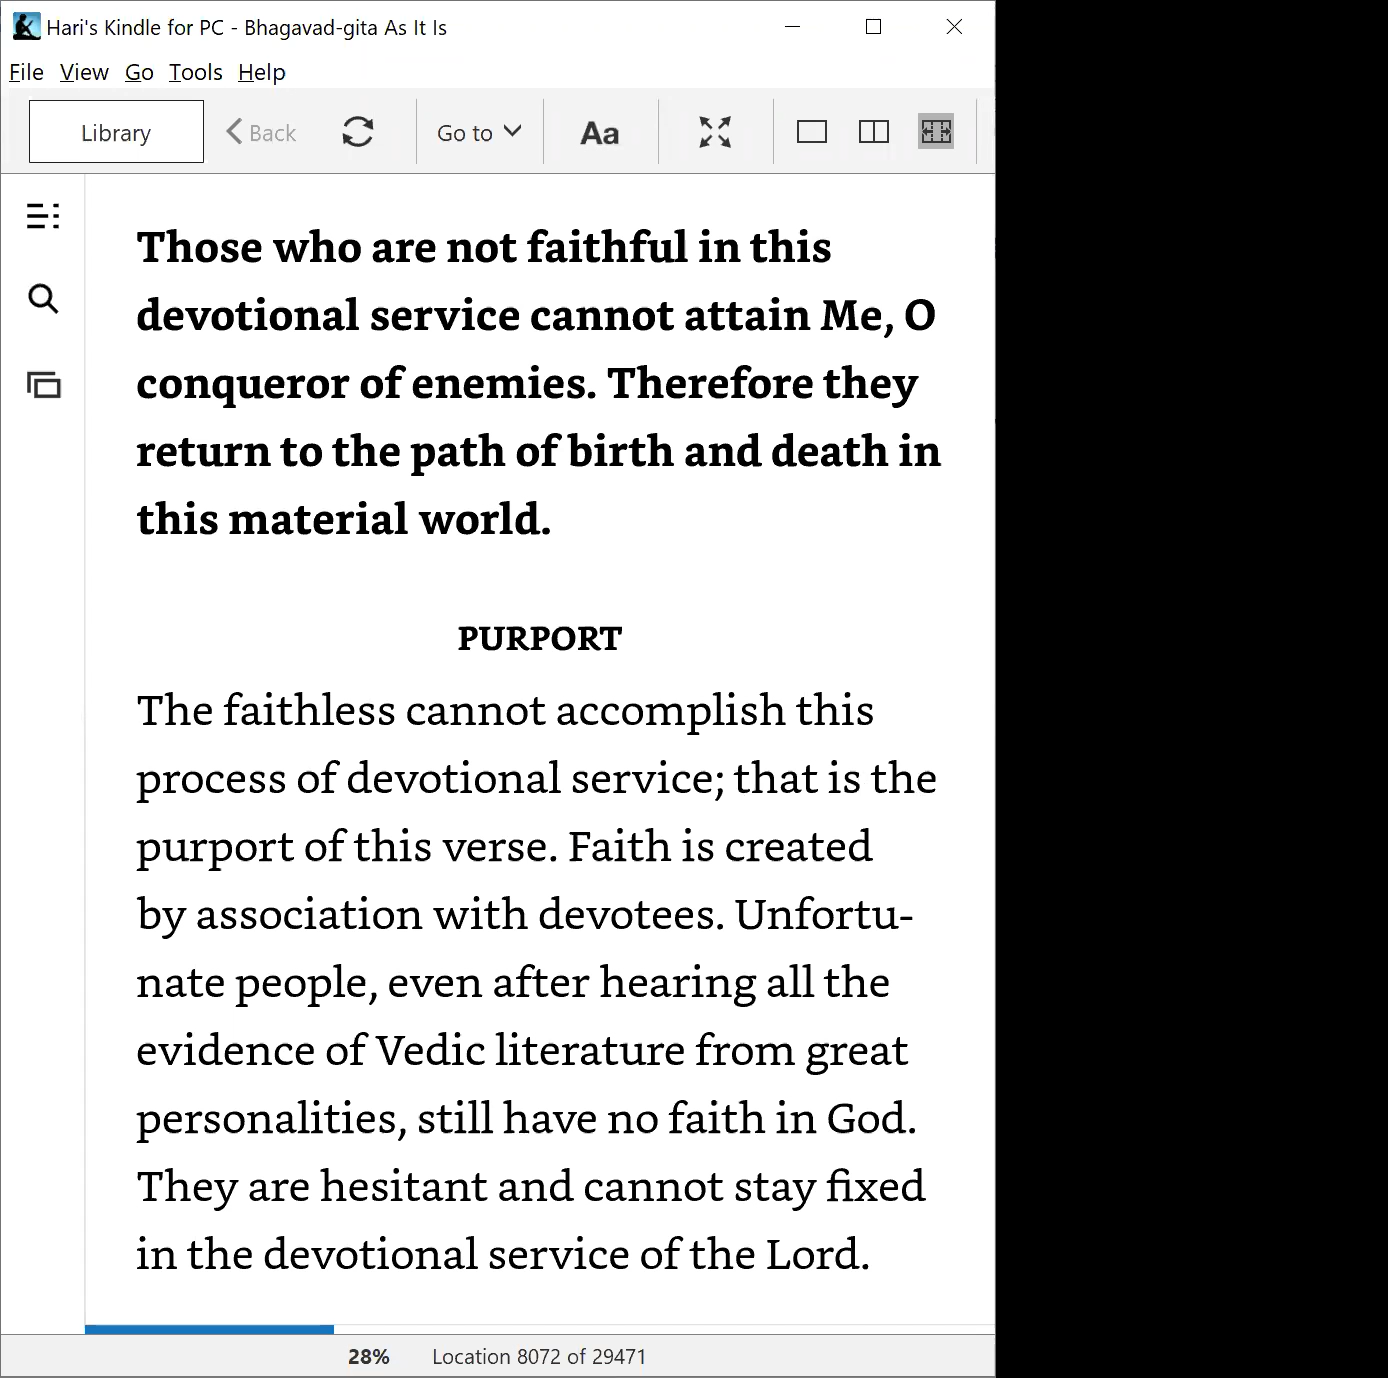 Hari's Kindle for PC - Bhagavad-gita As It Is
File View Go Tools Help
Library Back Go to Aa
Those who are not faithful in this
devotional service cannot attain Me, O
conqueror of enemies. Therefore they
return to the path of birth and death in
this material world.
PURPORT
The faithless cannot accomplish this
process of devotional service; that is the
purport of this verse. Faith is created
by association with devotees. Unfortu-
nate people, even after hearing all the
evidence of Vedic literature from great
personalities, still have no faith in God.
They are hesitant and cannot stay fixed
in the devotional service of the Lord.
28% Location 8072 of 29471